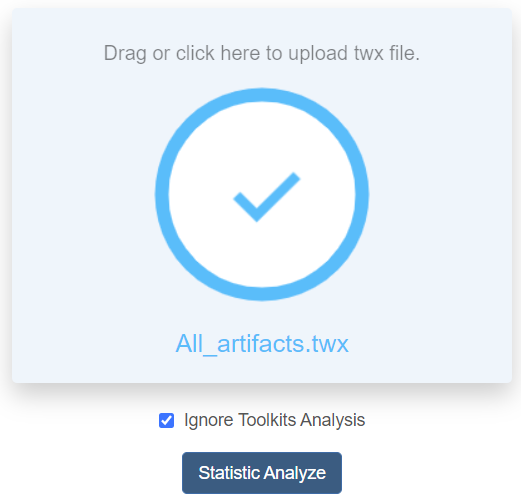 Drag or click here to upload twx file.
All_artifacts.twx
Ignore Toolkits Analysis
Statistic Analyze